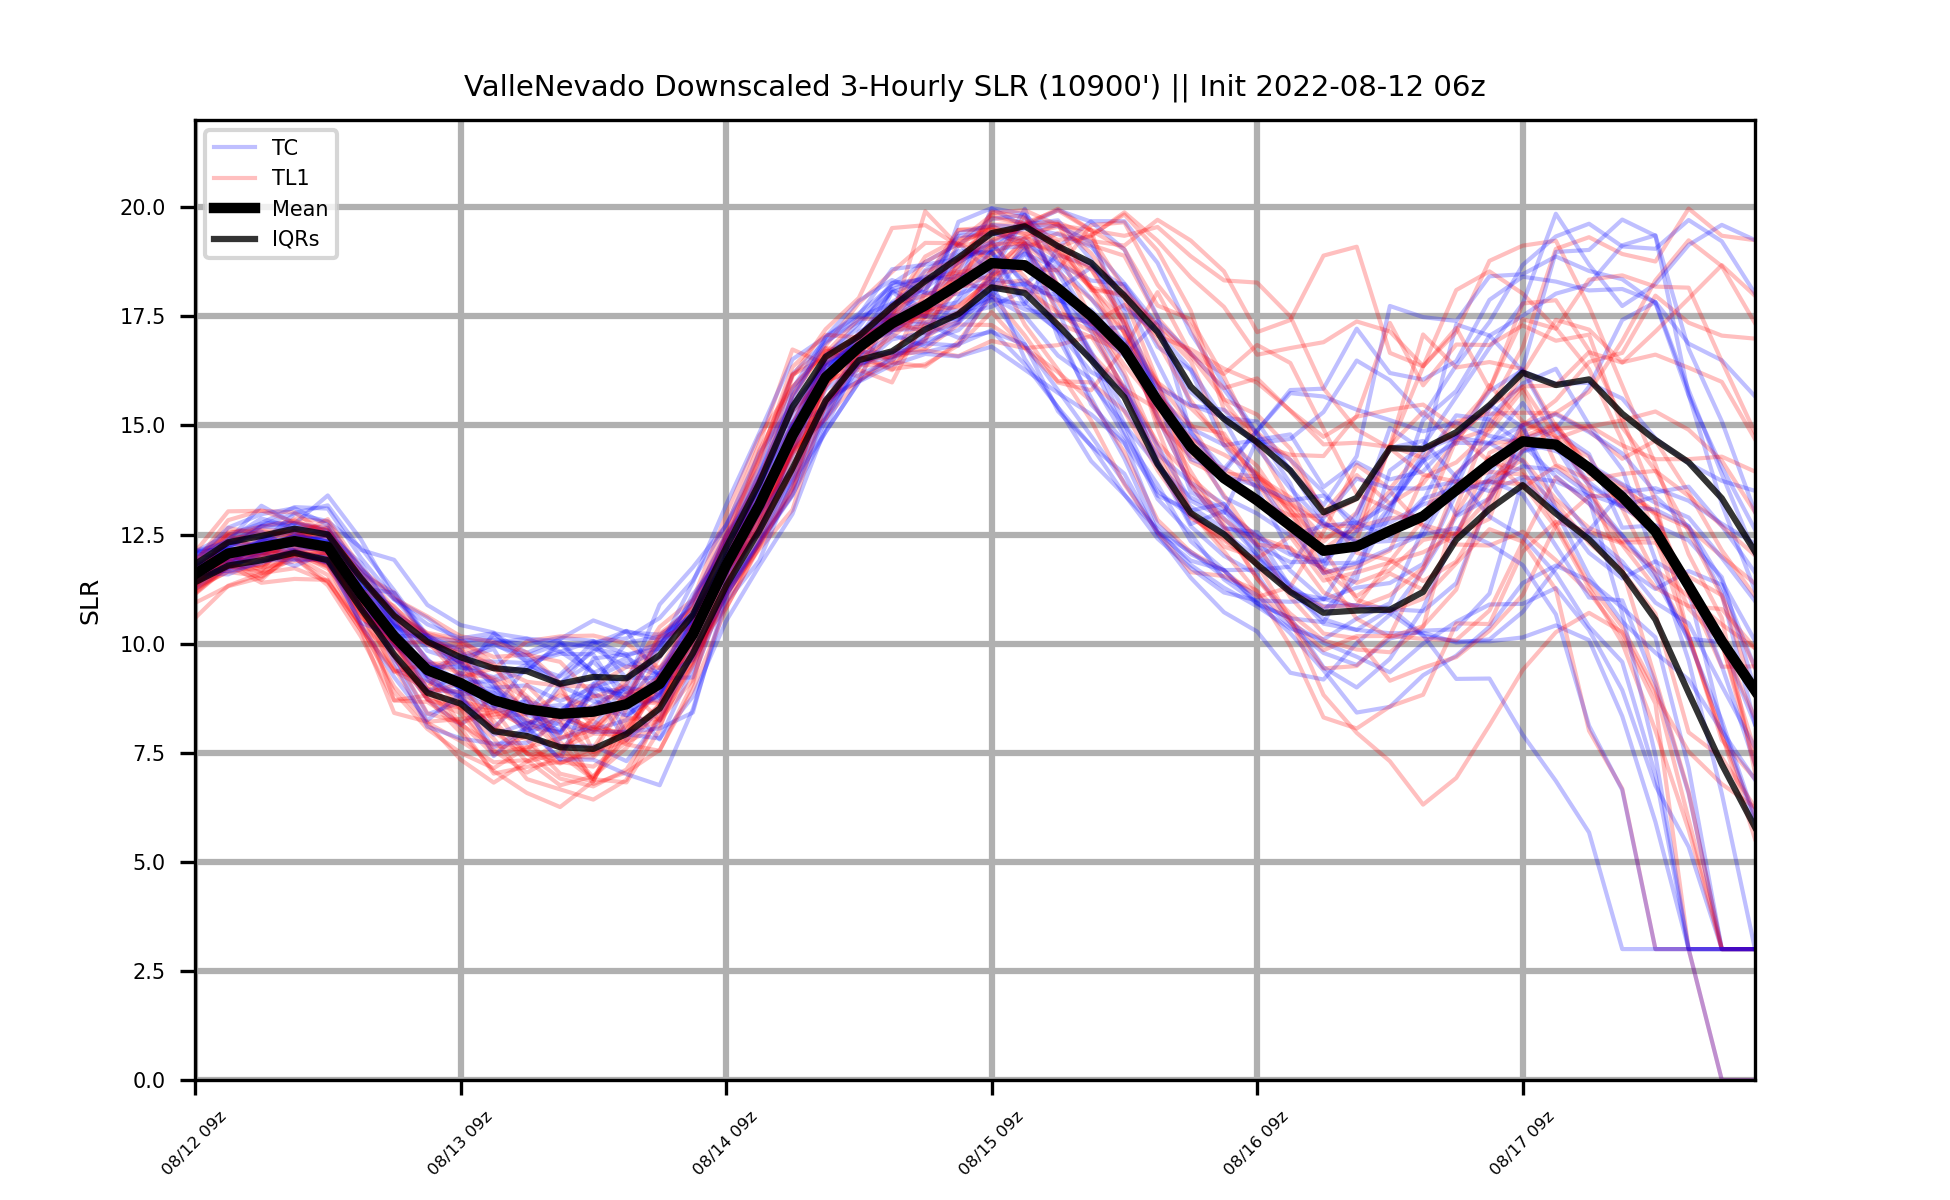 ValleNevado Downscaled 3-Hourly SLR (10900') || Init 2022-08-12 06z
TC
TL1
Mean
IQRs
SLR
20.0
17.5
15.0
12.5
10.0
7.5
5.0
2.5
0.0
08/12 09z
08/13 09z
08/14 09z
08/15 09z
08/16 09z
08/17 09z